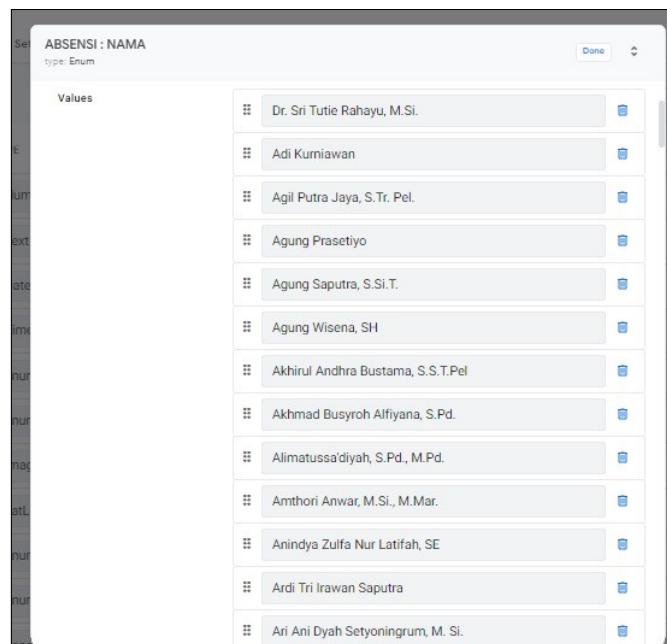 Set
ABSENSI : NAMA
Done
type: Enum
Values
Dr. Sri Tutie Rahayu, M.Si.
Adi Kurniawan
Agil Putra Jaya, S.Tr. Pel.
Agung Prasetiyo
Agung Saputra, S.Si.T.
Agung Wisena, SH
Akhirul Andhra Bustama, S.S.T.Pel
Akhmad Busyroh Alfiyana, S.Pd.
Alimatussa'diyah, S.Pd., M.Pd.
Amthori Anwar, M.Si., M.Mar.
Anindya Zulfa Nur Latifah, SE
Ardi Tri Irawan Saputra
Ari Ani Dyah Setyoningrum, M. Si.